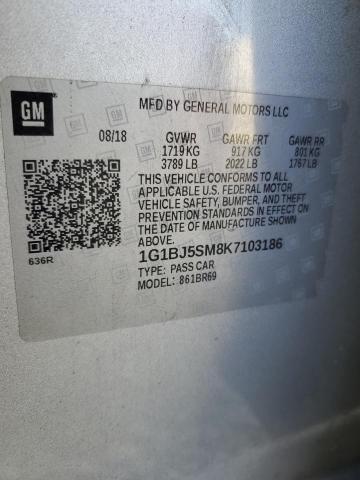 GM
MFD BY GENERAL MOTORS LLC
08/18 GVWR GAWR FRT GAWR RR
1719 KG 917 KG 801 KG
3789 LB 2022 LB 1767 LB
THIS VEHICLE CONFORMS TO ALL
APPLICABLE U.S. FEDERAL MOTOR
VEHICLE SAFETY, BUMPER, AND THEFT
PREVENTION STANDARDS IN EFFECT ON
THE DATE OF MANUFACTURE SHOWN
ABOVE.
636R
1G1BJ5SM8K7103186
TYPE: PASS CAR
MODEL: 861BR69